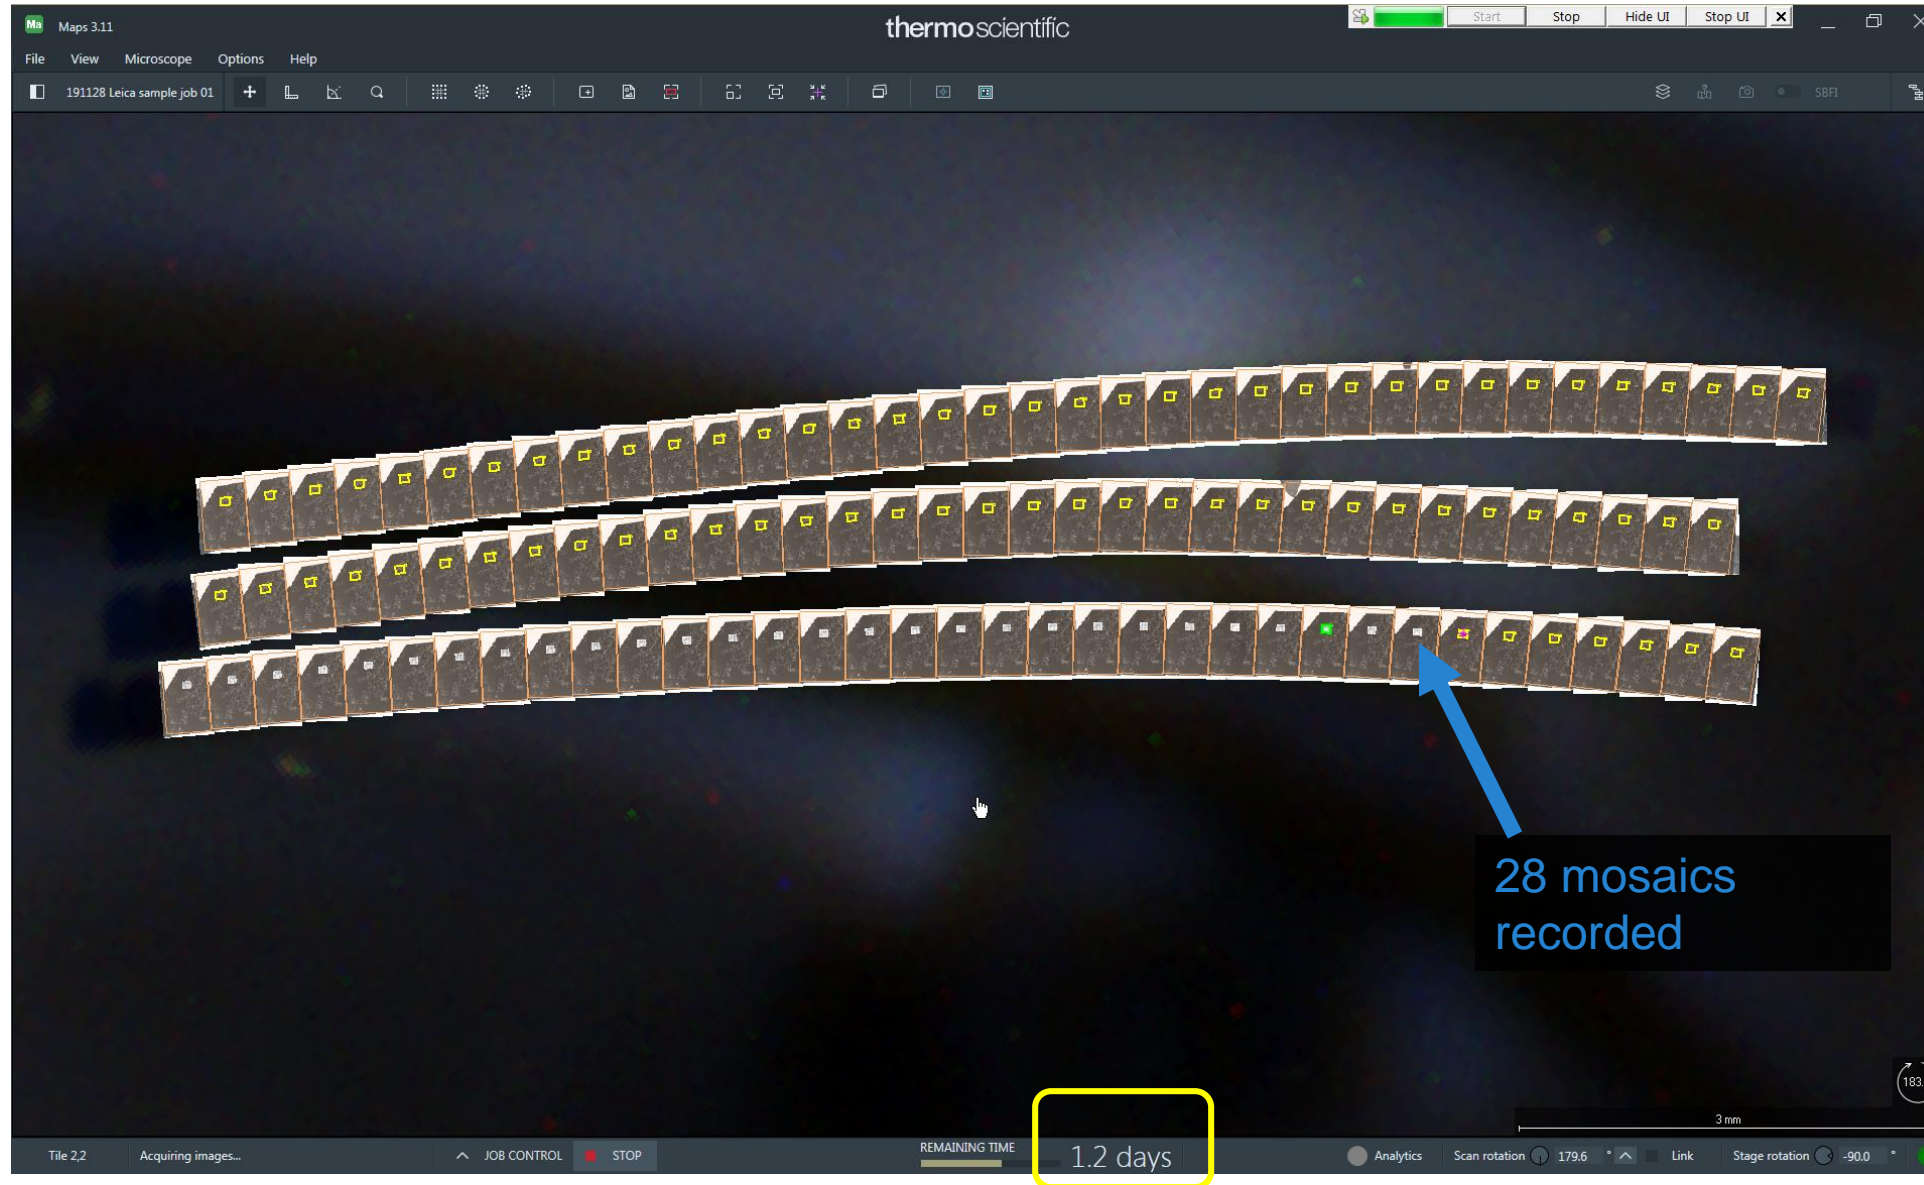 Ma Maps 3.11
thermoscientific
Start Stop Hide UI Stop UI X
File View Microscope Options Help
191128 Leica sample job 01
SBFI
28 mosaics
recorded
183.
3 mm
Tile 2,2 Acquiring images... JOB CONTROL STOP
REMAINING TIME
1.2 days
Analytics Scan rotation 179.6 ° Link Stage rotation -90.0 °